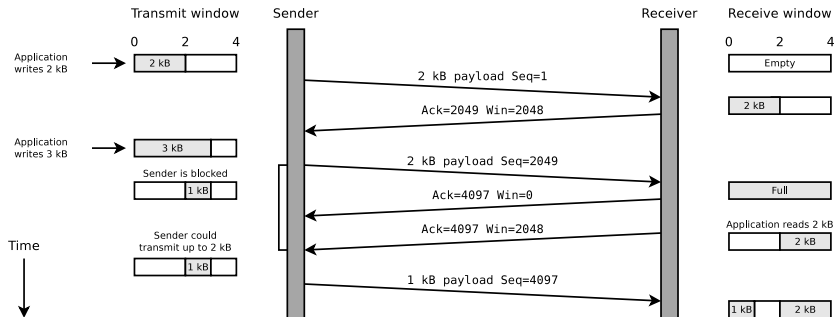 Transmit window
Sender
Receiver
Receive window
0 2 4
0 2 4
Application
writes 2 kB
2 kB
Empty
2 kB payload Seq=1
2 kB
Ack=2049 Win=2048
Application
writes 3 kB
3 kB
2 kB payload Seq=2049
Sender is blocked
1 kB
Full
Ack=4097 Win=0
Application reads 2 kB
Ack=4097 Win=2048
2 kB
Sender could
transmit up to 2 kB
Time
1 kB
1 kB payload Seq=4097
1 kB
2 kB